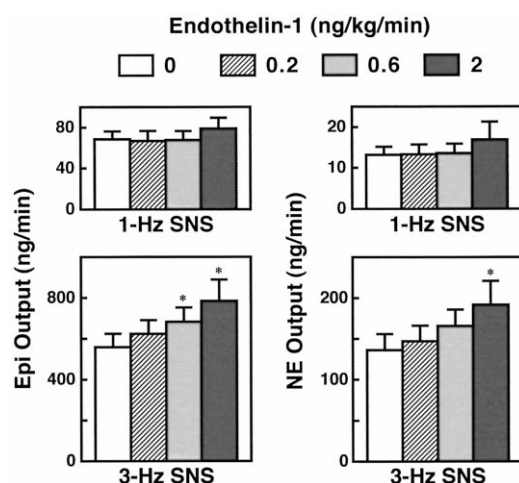 Endothelin-1 (ng/kg/min)
0 0.2 0.6 2
80
40
0
1-Hz SNS
20
10
0
1-Hz SNS
Epi Output (ng/min)
800
400
0
* *
3-Hz SNS
NE Output (ng/min)
200
100
0
*
3-Hz SNS